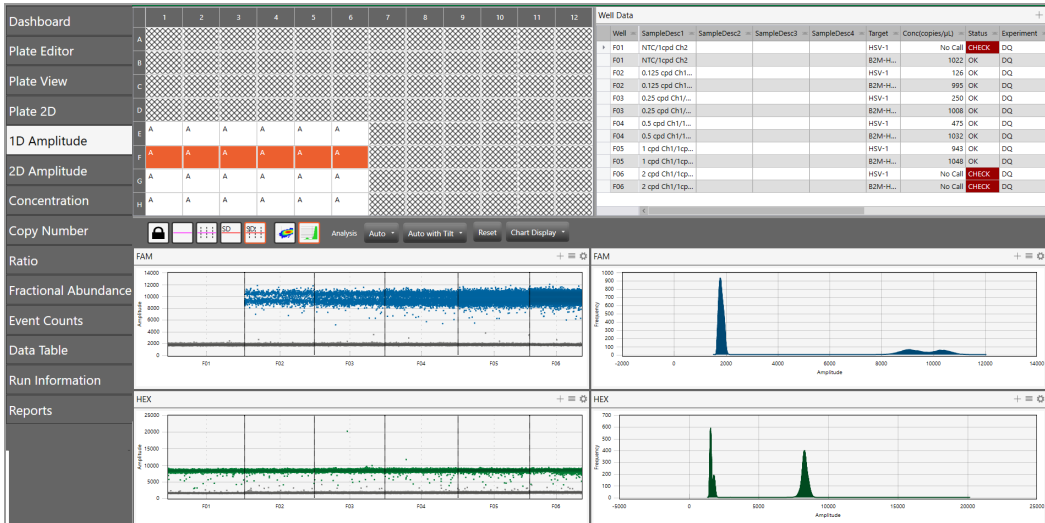 Dashboard
Plate Editor
Plate View
Plate 2D
1D Amplitude
2D Amplitude
Concentration
Copy Number
Ratio
Fractional Abundance
Event Counts
Data Table
Run Information
Reports
1 2 3 4 5 6 7 8 9 10 11 12
A
B
C
D
E A A A A A A
F A A A A A A
G A A A A A A
H A A A A A A
Well Data
Well SampleDesc1 SampleDesc2 SampleDesc3 SampleDesc4 Target Conc(copies/µL) Status Experiment
F01 NTC/1cpd Ch2 HSV-1 No Call CHECK DQ
F01 NTC/1cpd Ch2 B2M-H... 1022 OK DQ
F02 0.125 cpd Ch1... HSV-1 126 OK DQ
F02 0.125 cpd Ch1... B2M-H... 995 OK DQ
F03 0.25 cpd Ch1/... HSV-1 250 OK DQ
F03 0.25 cpd Ch1/... B2M-H... 1008 OK DQ
F04 0.5 cpd Ch1/1... HSV-1 475 OK DQ
F04 0.5 cpd Ch1/1... B2M-H... 1032 OK DQ
F05 1 cpd Ch1/1cp... HSV-1 943 OK DQ
F05 1 cpd Ch1/1cp... B2M-H... 1048 OK DQ
F06 2 cpd Ch1/1cp... HSV-1 No Call CHECK DQ
F06 2 cpd Ch1/1cp... B2M-H... No Call CHECK DQ
SD Analysis Auto Auto with Tilt Reset Chart Display
FAM
14000
12000
10000
8000
6000
4000
2000
0
Amplitude
F01 F02 F03 F04 F05 F06
FAM
1000
900
800
700
600
500
400
300
200
100
0
Frequency
-2000 0 2000 4000 6000 8000 10000 12000 14000
Amplitude
HEX
25000
20000
15000
10000
5000
0
Amplitude
F01 F02 F03 F04 F05 F06
HEX
700
600
500
400
300
200
100
0
Frequency
-5000 0 5000 10000 15000 20000 25000
Amplitude